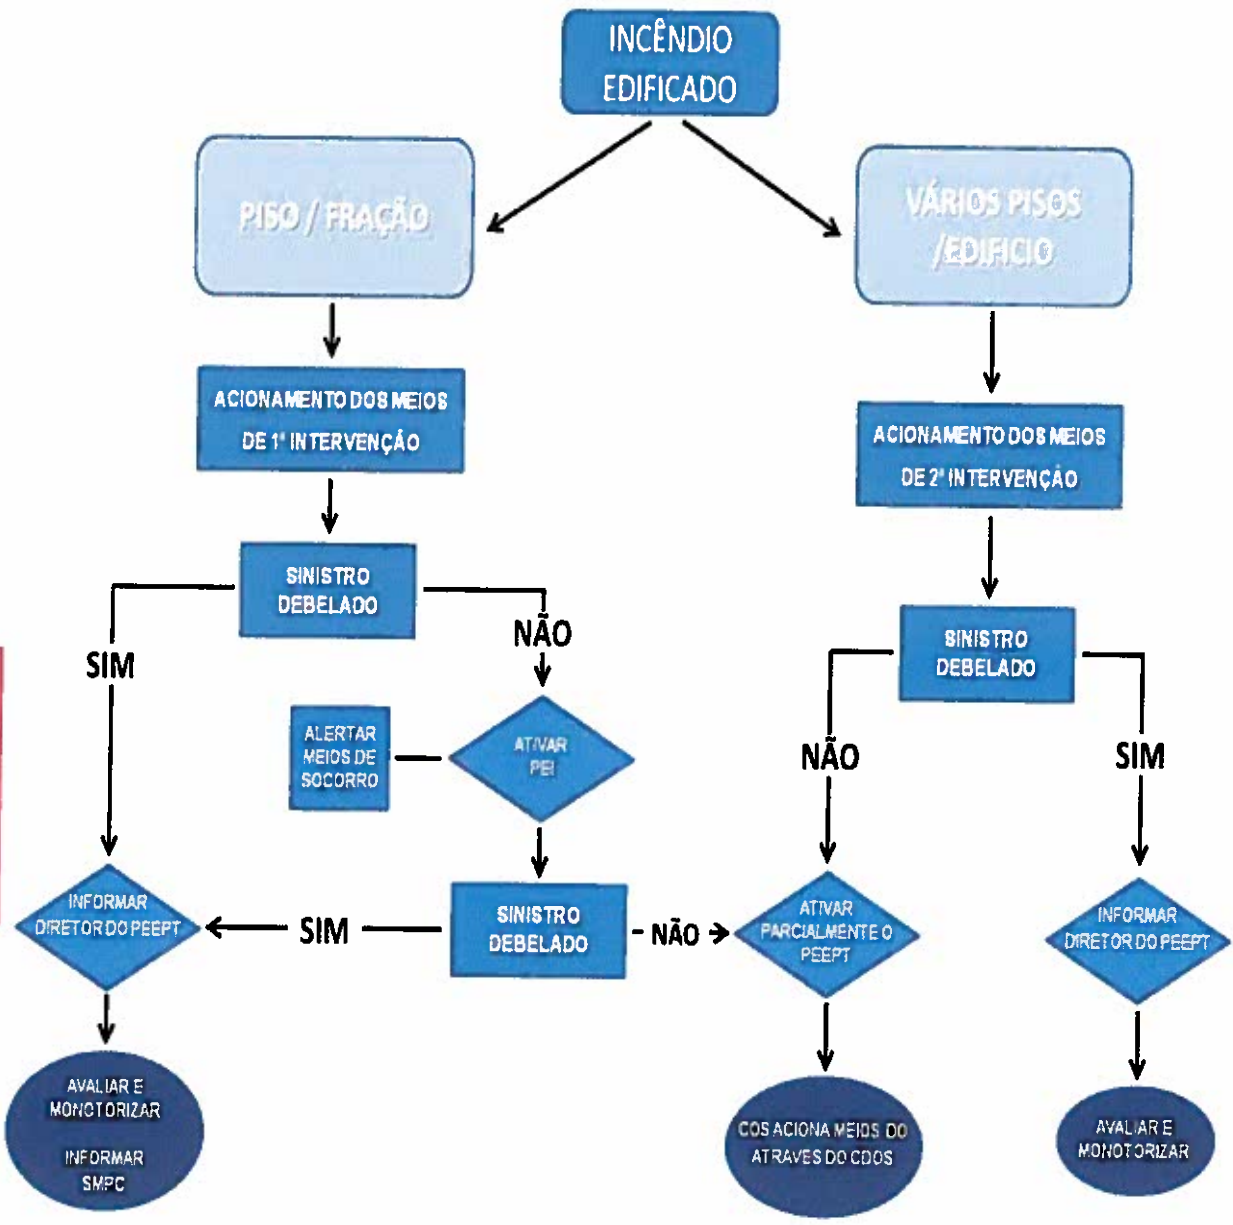 INCÊNDIO
EDIFICADO
PISO / FRAÇÃO
VÁRIOS PISOS
/EDIFICIO
ACIONAMENTO DOS MEIOS
DE 1ª INTERVENÇÃO
ACIONAMENTO DOS MEIOS
DE 2ª INTERVENÇÃO
SINISTRO
DEBELADO
SINISTRO
DEBELADO
SIM
NÃO
NÃO
SIM
ALERTAR
MEIOS DE
SOCORRO
ATIVAR
PEI
INFORMAR
DIRETOR DO PEEPT
SIM
SINISTRO
DEBELADO
NÃO
ATIVAR
PARCIALMENTE O
PEEPT
INFORMAR
DIRETOR DO PEEPT
AVALIAR E
MONOTORIZAR
INFORMAR
SMPC
COS ACIONA MEIOS DO
ATRAVES DO CDOS
AVALIAR E
MONOTORIZAR